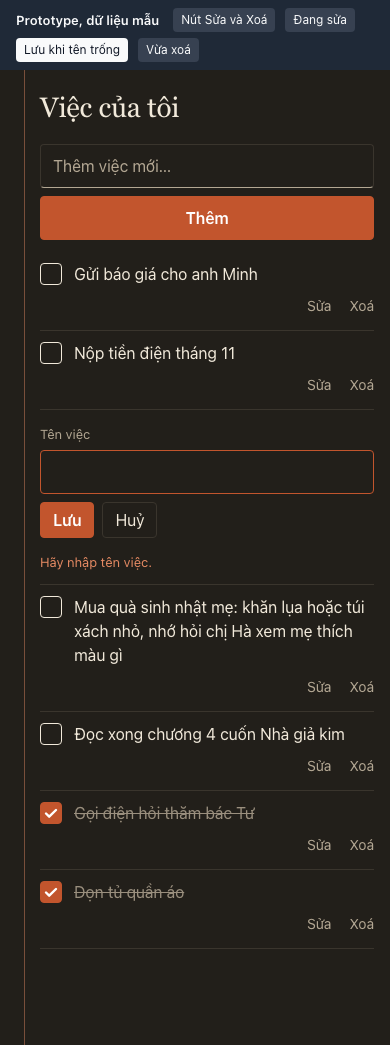 Prototype, dữ liệu mẫu
Nút Sửa và Xoá
Đang sửa
Lưu khi tên trống
Vừa xoá
Việc của tôi
Thêm việc mới...
Thêm
Gửi báo giá cho anh Minh
Sửa Xoá
Nộp tiền điện tháng 11
Sửa Xoá
Tên việc
Lưu
Huỷ
Hãy nhập tên việc.
Mua quà sinh nhật mẹ: khăn lụa hoặc túi
xách nhỏ, nhớ hỏi chị Hà xem mẹ thích
màu gì
Sửa Xoá
Đọc xong chương 4 cuốn Nhà giả kim
Sửa Xoá
Gọi điện hỏi thăm bác Tư
Sửa Xoá
Dọn tủ quần áo
Sửa Xoá